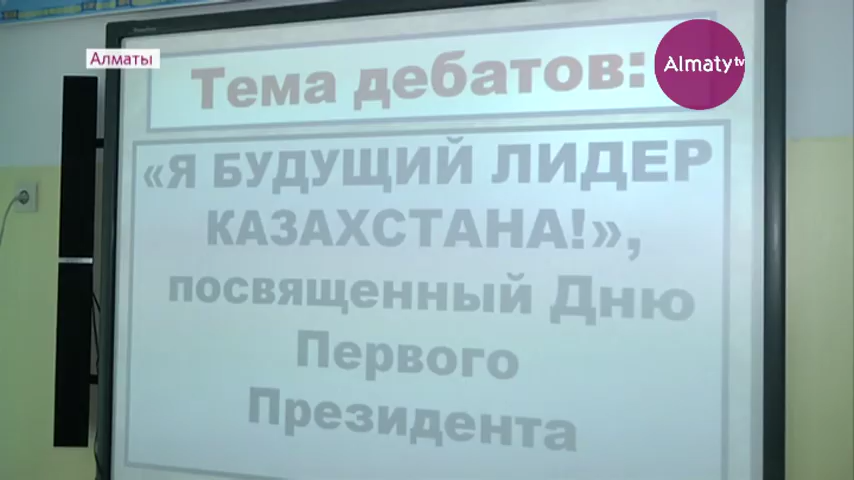 Алматы
Almaty tv
Тема дебатов:
«Я БУДУЩИЙ ЛИДЕР
КАЗАХСТАНА!»,
посвященный Дню
Первого
Президента